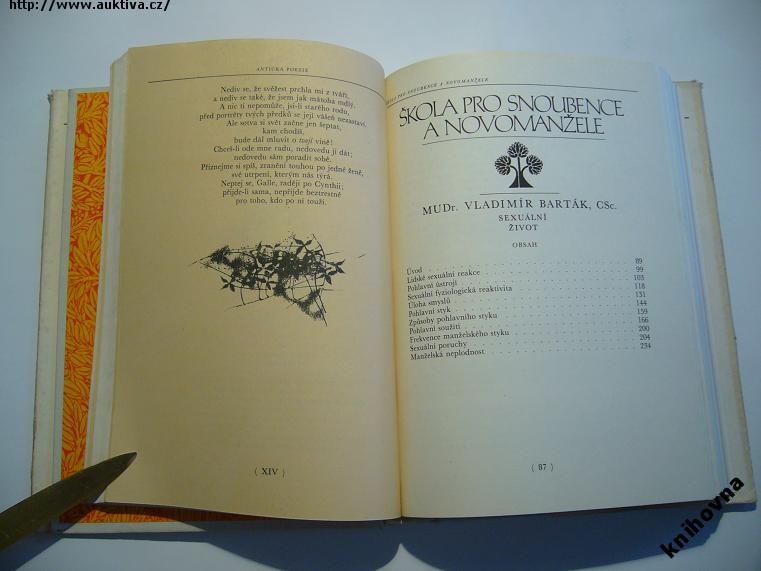 http://www.auktiva.cz/
ANTICKÁ POEZIE
Nediv se, že svěžest prchla mi z tváří,
a nediv se také, že jsem jak mátoha mdlý.
A nic ti nepomůže, jsi-li starého rodu,
před portréty tvých předků se její vášeň nezastaví.
Ale sotva si svět začne jen šeptat,
kam chodíš,
bude dál mluvit o tvojí vině!
Chceš-li ode mne radu, nedovedu ji dát;
nedovedu sám poradit sobě.
Přiznejme si spíš, zranění touhou po jedné ženě,
své utrpení, kterým nás týrá.
Neptej se, Galle, raději po Cynthii;
přijde-li sama, nepřijde beztrestně
pro toho, kdo po ní touží.
( XIV )
PRO SNOUBENCE A NOVOMANŽELE
ŠKOLA PRO SNOUBENCE
A NOVOMANŽELE
MUDr. VLADIMÍR BARTÁK, CSc.
SEXUÁLNÍ
ŽIVOT
OBSAH
Úvod 89
Lidské sexuální reakce 99
Pohlavní ústrojí 103
Sexuální fyziologická reaktivita 118
Úloha smyslů 131
Pohlavní styk 144
Způsoby pohlavního styku 159
Pohlavní soužití 166
Frekvence manželského styku 200
Sexuální poruchy 204
Manželská neplodnost 234
( 87 )
knihovna